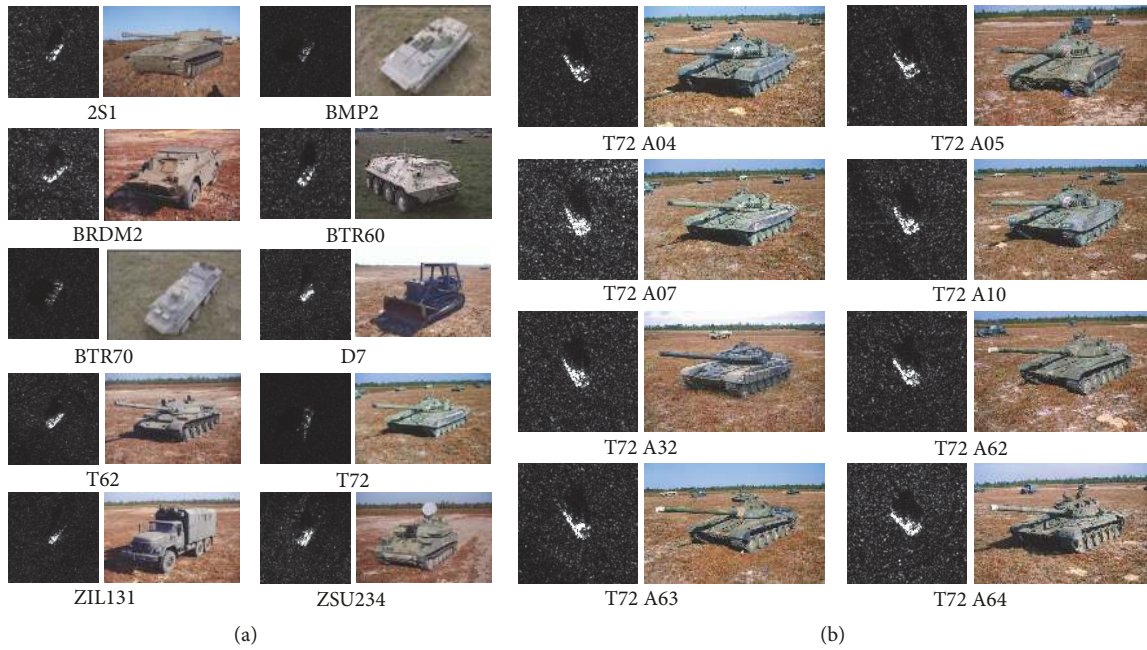 2S1
BMP2
BRDM2
BTR60
BTR70
D7
T62
T72
ZIL131
ZSU234
(a)
T72 A04
T72 A05
T72 A07
T72 A10
T72 A32
T72 A62
T72 A63
T72 A64
(b)